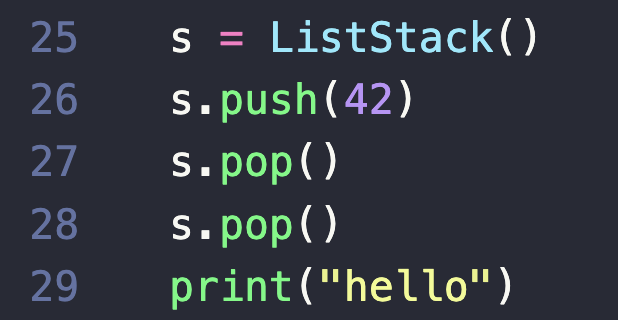 25 s = ListStack()
26 s.push(42)
27 s.pop()
28 s.pop()
29 print("hello")